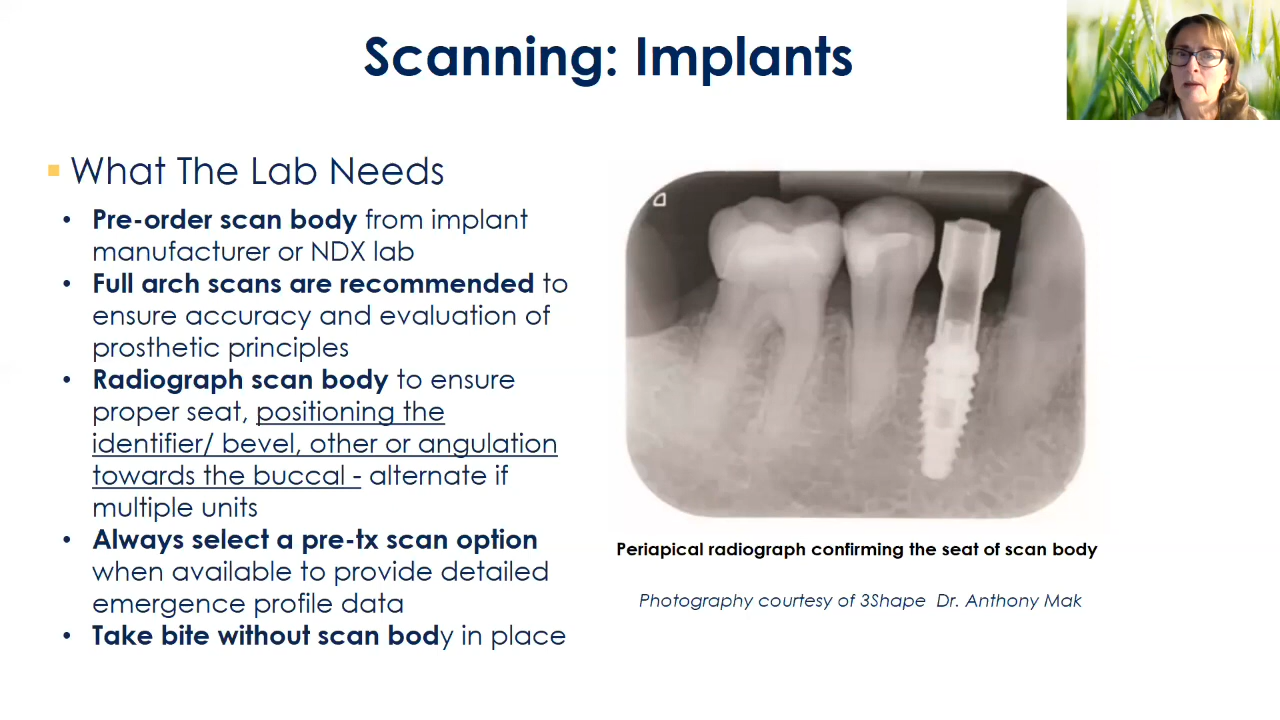 Scanning: Implants
▪ What The Lab Needs
• Pre-order scan body from implant
manufacturer or NDX lab
• Full arch scans are recommended to
ensure accuracy and evaluation of
prosthetic principles
• Radiograph scan body to ensure
proper seat, positioning the
identifier/ bevel, other or angulation
towards the buccal - alternate if
multiple units
• Always select a pre-tx scan option
when available to provide detailed
emergence profile data
• Take bite without scan body in place
Periapical radiograph confirming the seat of scan body
Photography courtesy of 3Shape Dr. Anthony Mak